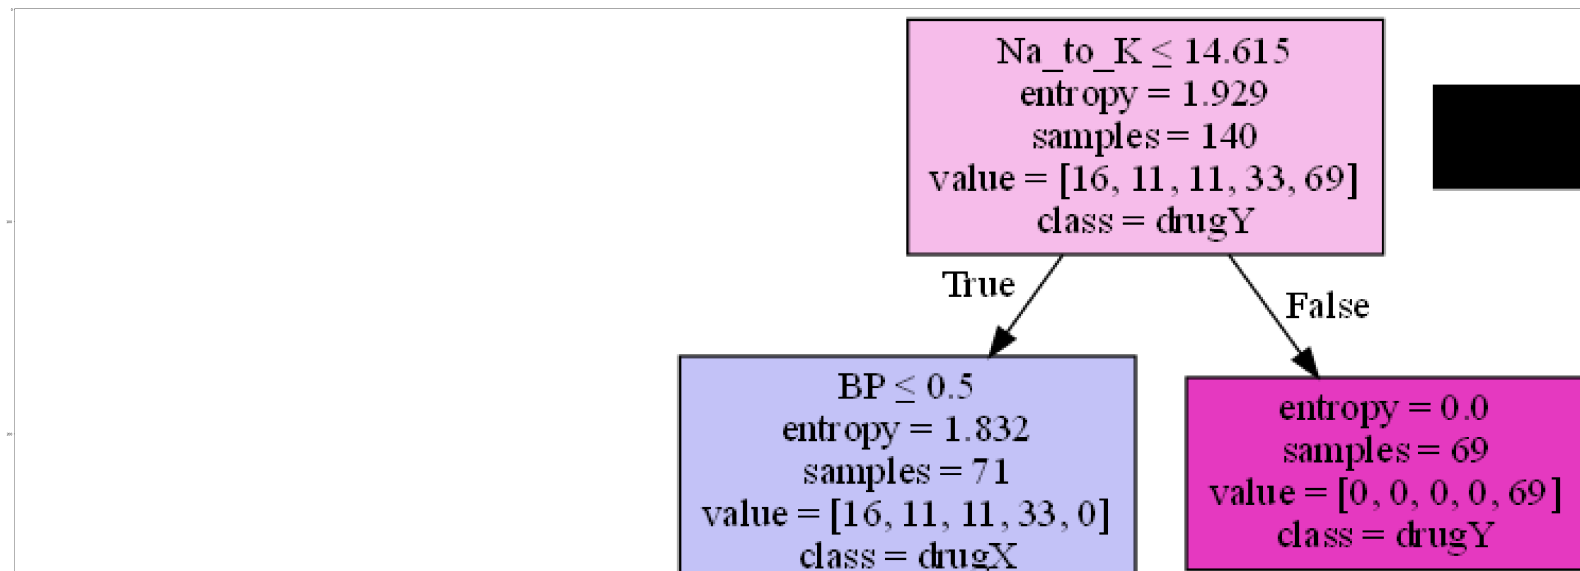 Na_to_K ≤ 14.615
entropy = 1.929
samples = 140
value = [16, 11, 11, 33, 69]
class = drugY
True
False
BP ≤ 0.5
entropy = 1.832
samples = 71
value = [16, 11, 11, 33, 0]
class = drugX
entropy = 0.0
samples = 69
value = [0, 0, 0, 0, 69]
class = drugY